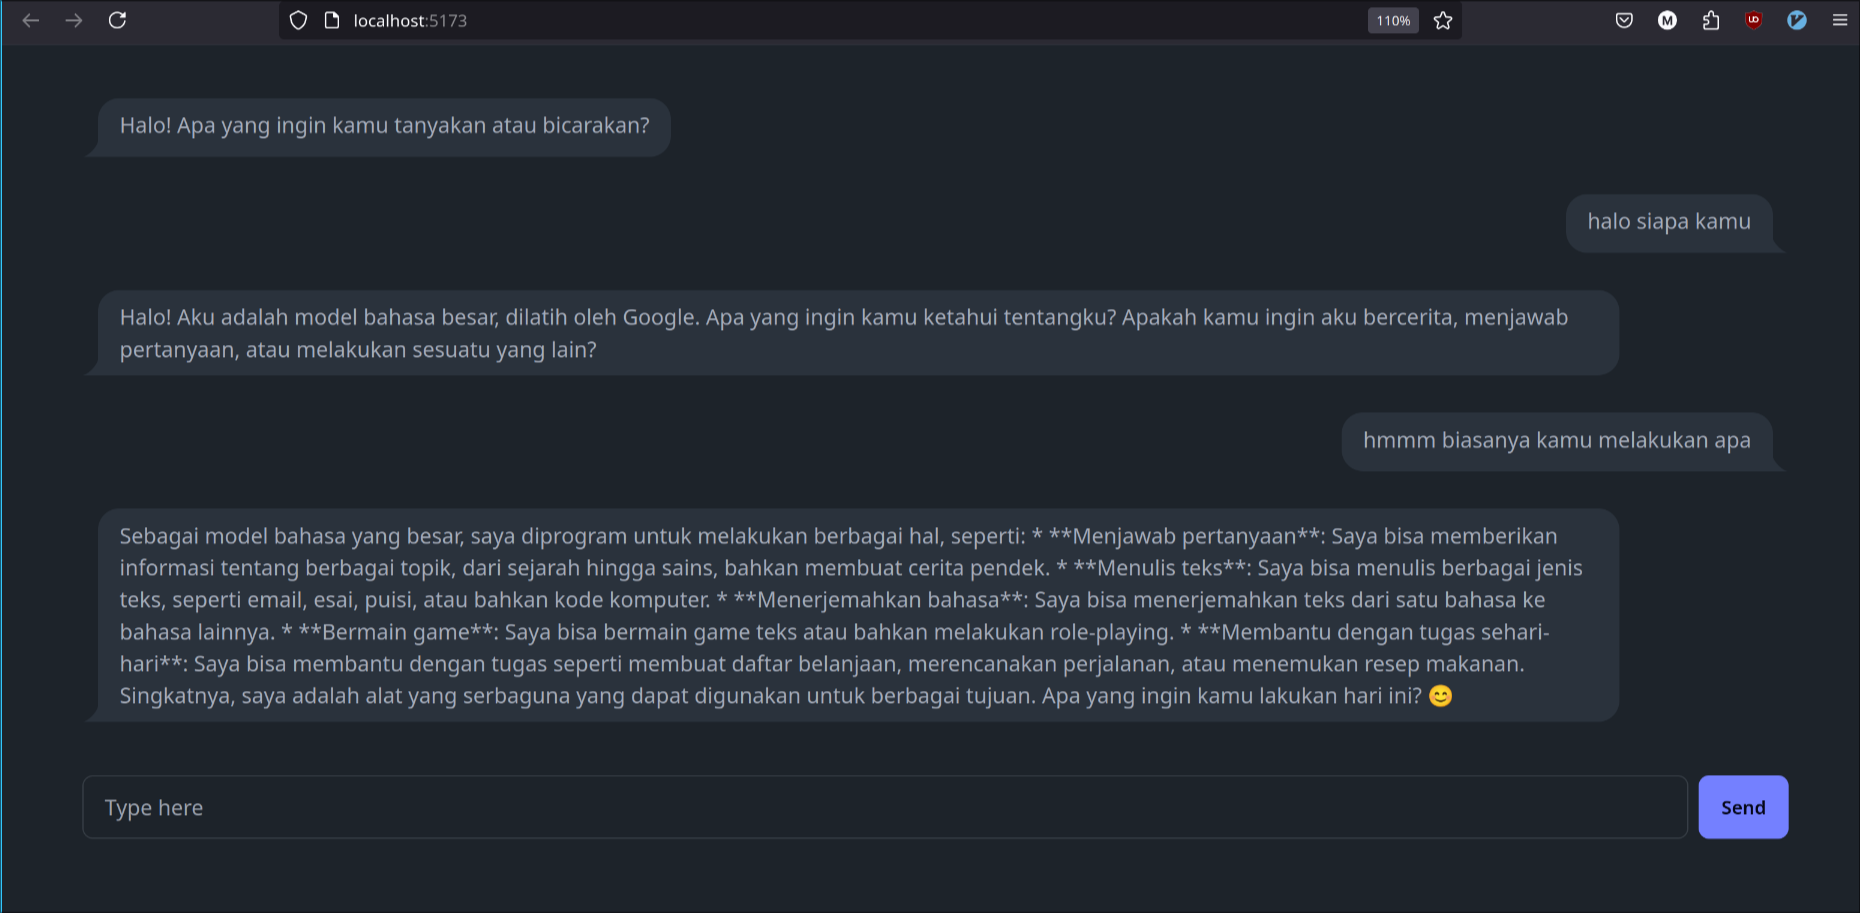 localhost:5173
110%
Halo! Apa yang ingin kamu tanyakan atau bicarakan?
halo siapa kamu
Halo! Aku adalah model bahasa besar, dilatih oleh Google. Apa yang ingin kamu ketahui tentangku? Apakah kamu ingin aku bercerita, menjawab
pertanyaan, atau melakukan sesuatu yang lain?
hmmm biasanya kamu melakukan apa
Sebagai model bahasa yang besar, saya diprogram untuk melakukan berbagai hal, seperti: * **Menjawab pertanyaan**: Saya bisa memberikan
informasi tentang berbagai topik, dari sejarah hingga sains, bahkan membuat cerita pendek. * **Menulis teks**: Saya bisa menulis berbagai jenis
teks, seperti email, esai, puisi, atau bahkan kode komputer. * **Menerjemahkan bahasa**: Saya bisa menerjemahkan teks dari satu bahasa ke
bahasa lainnya. * **Bermain game**: Saya bisa bermain game teks atau bahkan melakukan role-playing. * **Membantu dengan tugas sehari-
hari**: Saya bisa membantu dengan tugas seperti membuat daftar belanjaan, merencanakan perjalanan, atau menemukan resep makanan.
Singkatnya, saya adalah alat yang serbaguna yang dapat digunakan untuk berbagai tujuan. Apa yang ingin kamu lakukan hari ini? 😊
Type here
Send